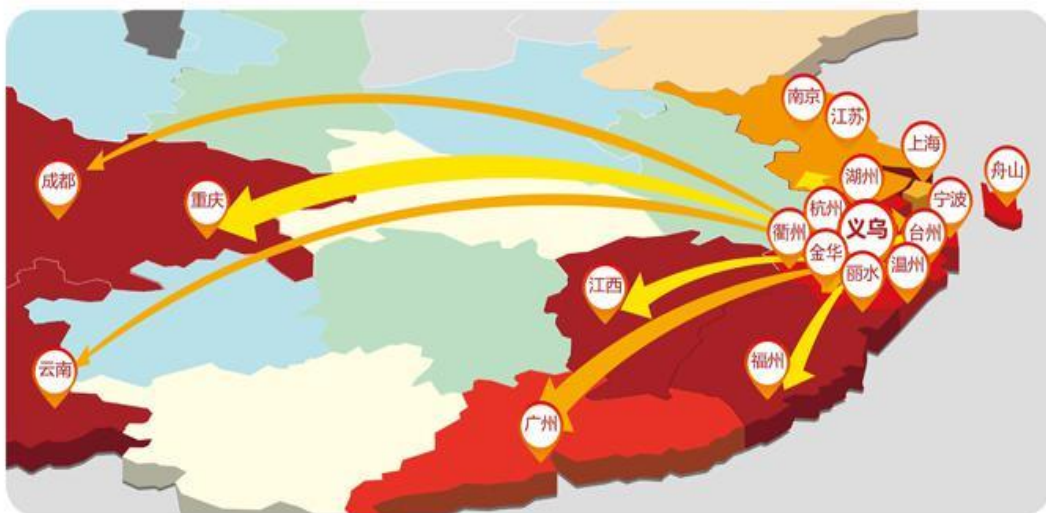 南京
江苏
上海
舟山
湖州
成都
重庆
杭州
宁波
衢州
义乌
台州
金华
丽水
温州
江西
云南
福州
广州